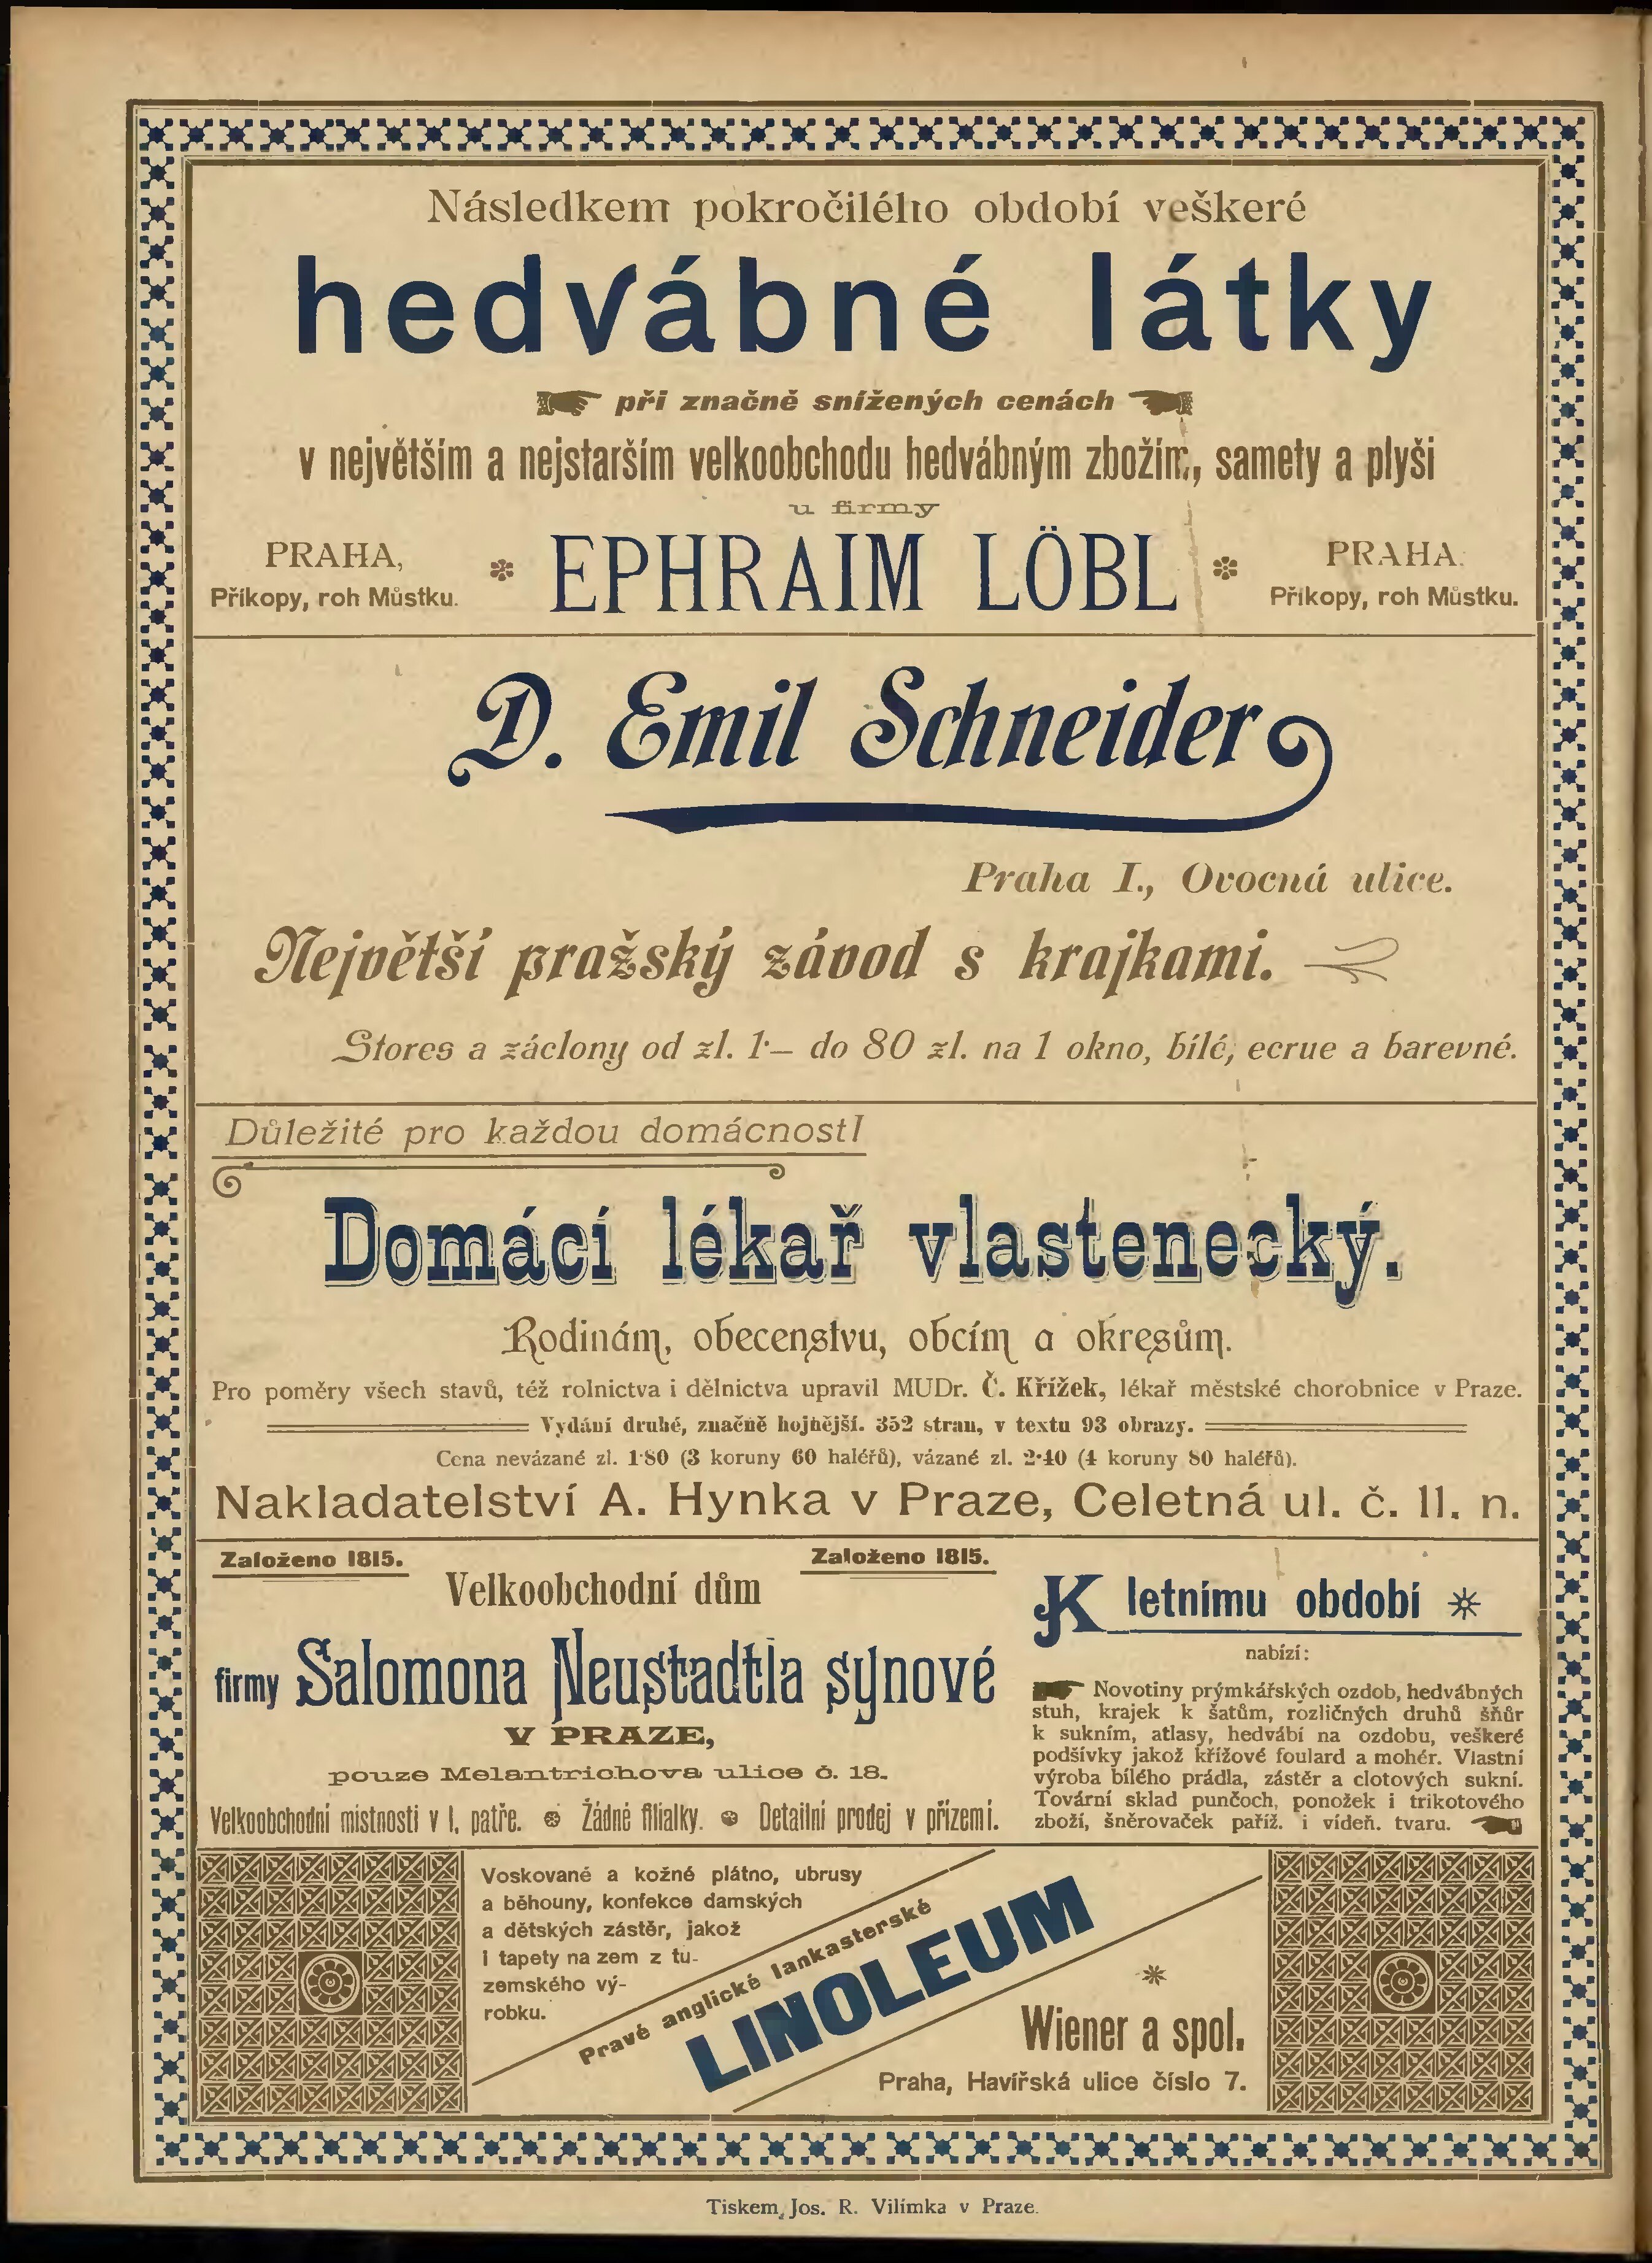 Následkem pokročilého období veškeré
hedvábné látky
při značně snížených cenách
v největším a nejstarším velkoobchodu hedvábným zbožím, samety a plyši
u firmy
PRAHA,
Příkopy, roh Můstku.
EPHRAIM LÖBL
PRAHA.
Příkopy, roh Můstku.
D. Emil Schneider
Praha I., Ovocná ulice.
Největší pražský závod s krajkami.
Stores a záclony od zl. 1·— do 80 zl. na 1 okno, bílé, ecrue a barevné.
Důležité pro každou domácnost!
Domácí lékař vlastenecký.
Rodinám, obecenstvu, obcím a okresům.
Pro poměry všech stavů, též rolnictva i dělnictva upravil MUDr. Č. Křížek, lékař městské chorobnice v Praze.
Vydání druhé, značně hojnější. 352 stran, v textu 93 obrazy.
Cena nevázané zl. 1·80 (3 koruny 60 haléřů), vázané zl. 2·40 (4 koruny 80 haléřů).
Nakladatelství A. Hynka v Praze, Celetná ul. č. 11. n.
Založeno 1815.
Založeno 1815.
Velkoobchodní dům
firmy Salomona Neustadtla synové
V PRAZE,
pouze Melantrichova ulice č. 18.
Velkoobchodní místnosti v I. patře. Žádné filialky. Detailní prodej v přízemí.
K letnímu období
nabízí:
Novotiny prýmkářských ozdob, hedvábných
stuh, krajek k šatům, rozličných druhů šňůr
k sukním, atlasy, hedvábí na ozdobu, veškeré
podšívky jakož křížové foulard a mohér. Vlastní
výroba bílého prádla, zástěr a clotových sukní.
Tovární sklad punčoch, ponožek i trikotového
zboží, šněrovaček paříž. i vídeň. tvaru.
Voskované a kožné plátno, ubrusy
a běhouny, konfekce damských
a dětských zástěr, jakož
i tapety na zem z tu-
zemského vý-
robku.
Pravé anglické lankasterské
LINOLEUM
Wiener a spol.
Praha, Havířská ulice číslo 7.
Tiskem Jos. R. Vilímka v Praze.